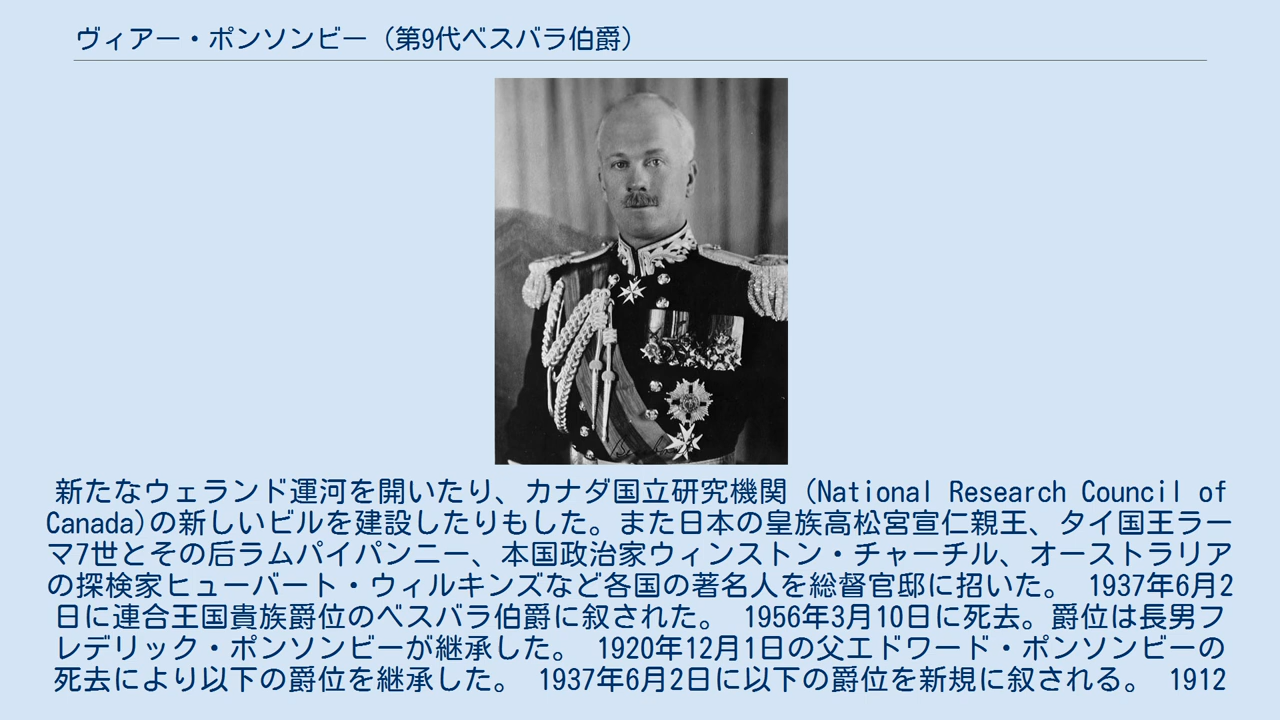 ヴィアー・ポンソンビー（第9代ベスバラ伯爵）
新たなウェランド運河を開いたり、カナダ国立研究機関（National Research Council of
Canada)の新しいビルを建設したりもした。また日本の皇族高松宮宣仁親王、タイ国王ラー
マ7世とその后ラムパイパンニー、本国政治家ウィンストン・チャーチル、オーストラリア
の探検家ヒューバート・ウィルキンズなど各国の著名人を総督官邸に招いた。 1937年6月2
日に連合王国貴族爵位のベスバラ伯爵に叙された。 1956年3月10日に死去。爵位は長男フ
レデリック・ポンソンビーが継承した。 1920年12月1日の父エドワード・ポンソンビーの
死去により以下の爵位を継承した。 1937年6月2日に以下の爵位を新規に叙される。 1912